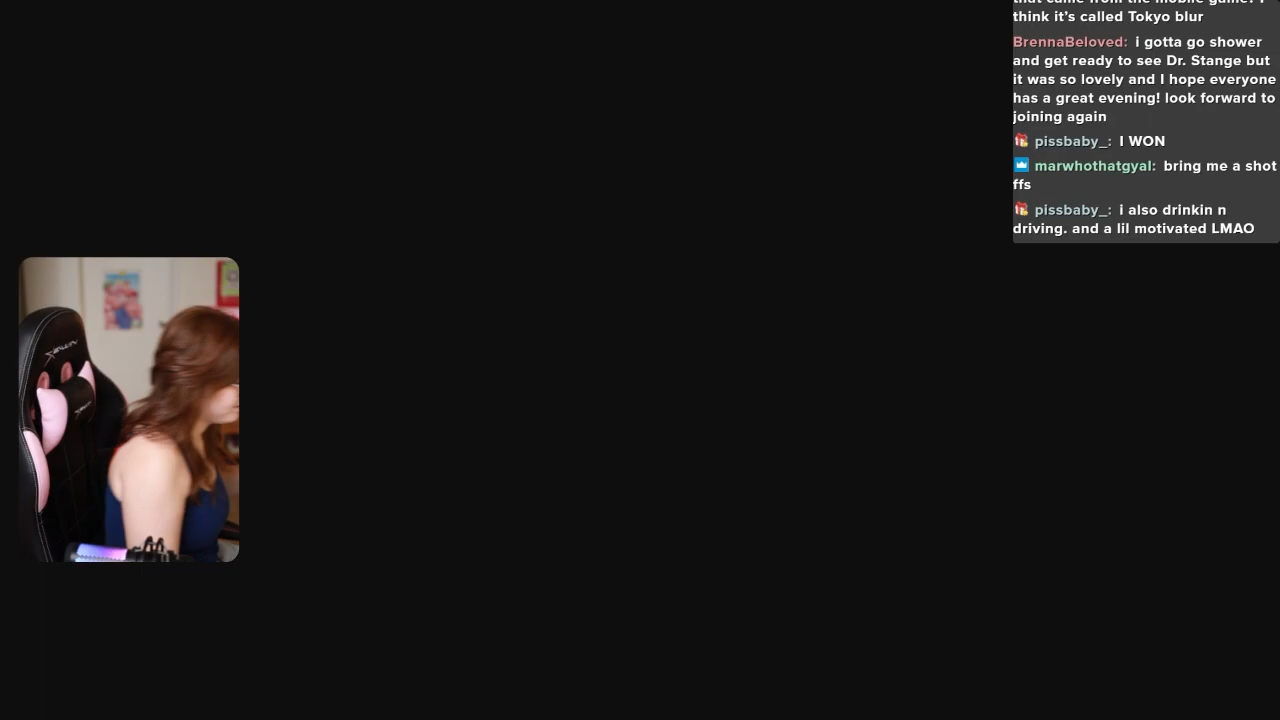 think it's called Tokyo blur
BrennaBeloved: i gotta go shower
and get ready to see Dr. Stange but
it was so lovely and I hope everyone
has a great evening! look forward to
joining again
pissbaby_: I WON
marwhothatgyal: bring me a shot
ffs
pissbaby_: i also drinkin n
driving. and a lil motivated LMAO